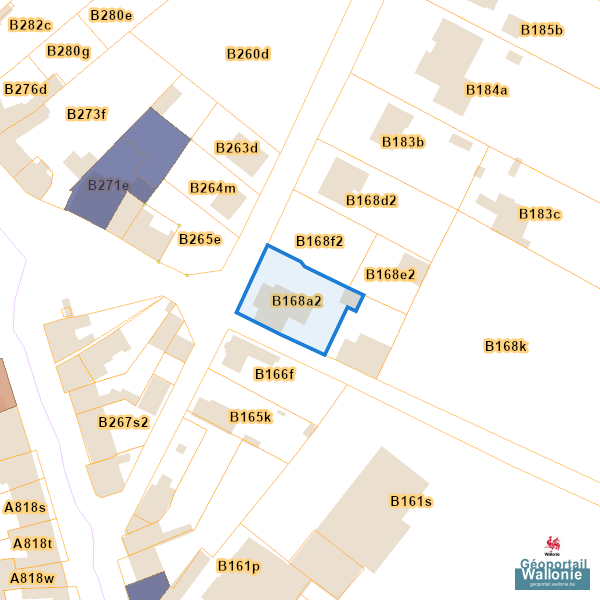 B280e
B282c
B185b
B280g
B260d
B276d
B184a
B273f
B183b
B263d
B271e
B264m
B168d2
B183c
B265e
B168f2
B168e2
B168a2
B168k
B166f
B165k
B267s2
B161s
A818s
A818t
B161p
A818w
Wallonie
Géoportail
Wallonie
geoportail.wallonie.be